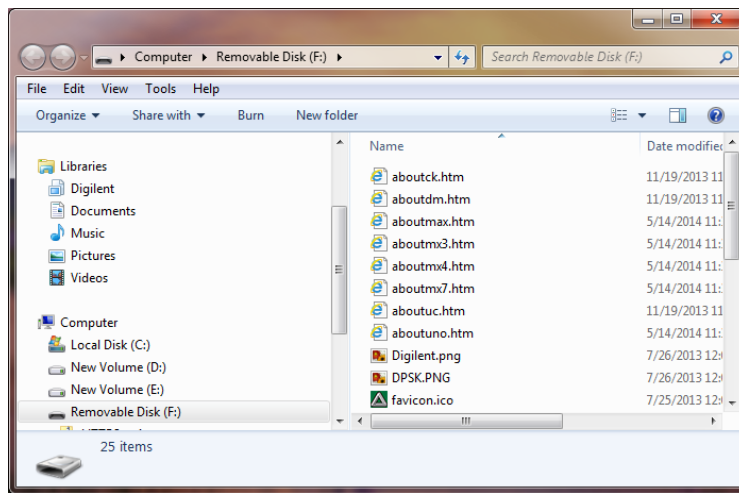 Computer Removable Disk (F:) Search Removable Disk (F:)
File Edit View Tools Help
Organize Share with Burn New folder
Libraries
Digilent
Documents
Music
Pictures
Videos
Computer
Local Disk (C:)
New Volume (D:)
New Volume (E:)
Removable Disk (F:)
Name Date modified
aboutck.htm 11/19/2013 11
aboutdm.htm 11/19/2013 11
aboutmax.htm 5/14/2014 11:
aboutmx3.htm 5/14/2014 11:
aboutmx4.htm 5/14/2014 11:
aboutmx7.htm 5/14/2014 11:
aboutuc.htm 11/19/2013 11
aboutuno.htm 5/14/2014 11:
Digilent.png 7/26/2013 12:
DPSK.PNG 7/26/2013 12:
favicon.ico 7/25/2013 12:
25 items